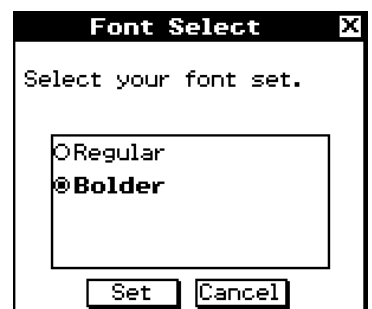 Font Select X
Select your font set.
Regular
Bolder
Set Cancel